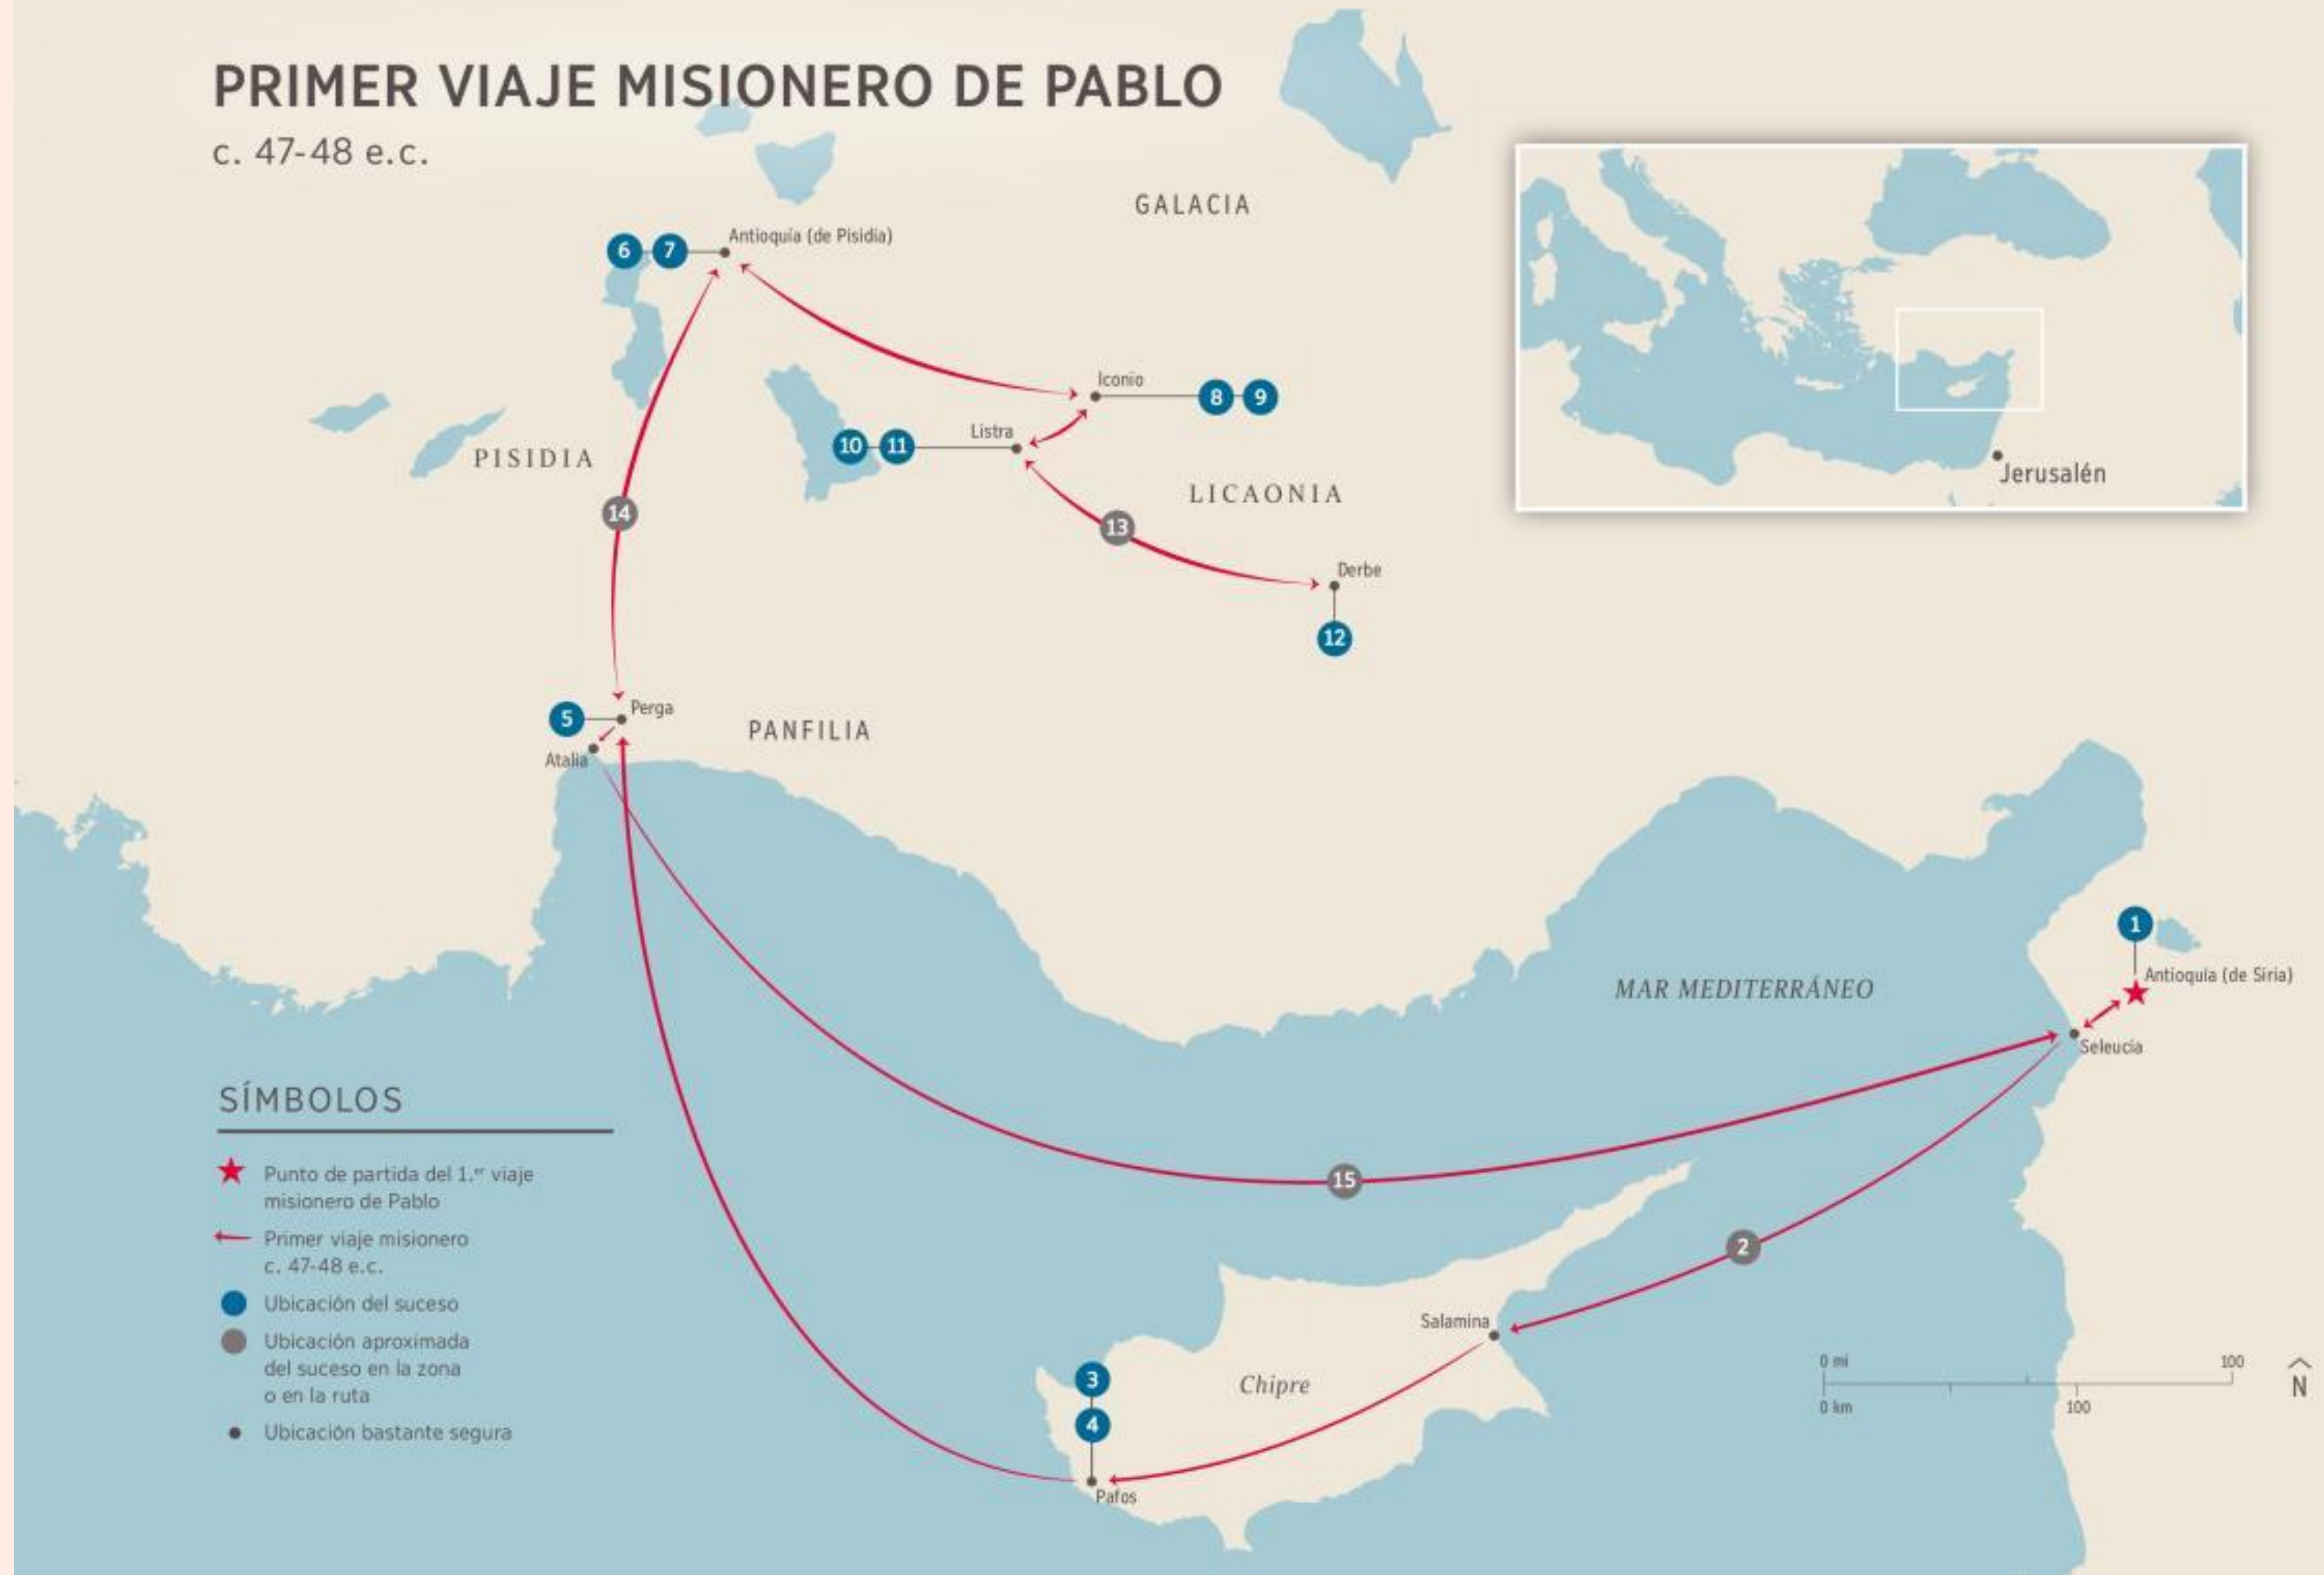 PRIMER VIAJE MISIONERO DE PABLO
c. 47-48 e.c.
GALACIA
6
7
Antioquía (de Pisidia)
Iconio
8
9
Listra
10
11
PISIDIA
LICAONIA
14
13
Derbe
12
Jerusalén
5
Perga
Atalia
PANFILIA
1
Antioquía (de Siria)
MAR MEDITERRÁNEO
Seleucia
SÍMBOLOS
Punto de partida del 1.er viaje
misionero de Pablo
Primer viaje misionero
c. 47-48 e.c.
Ubicación del suceso
Ubicación aproximada
del suceso en la zona
o en la ruta
Ubicación bastante segura
15
2
Salamina
Chipre
3
4
Pafos
0 mi
100
0 km
100
N